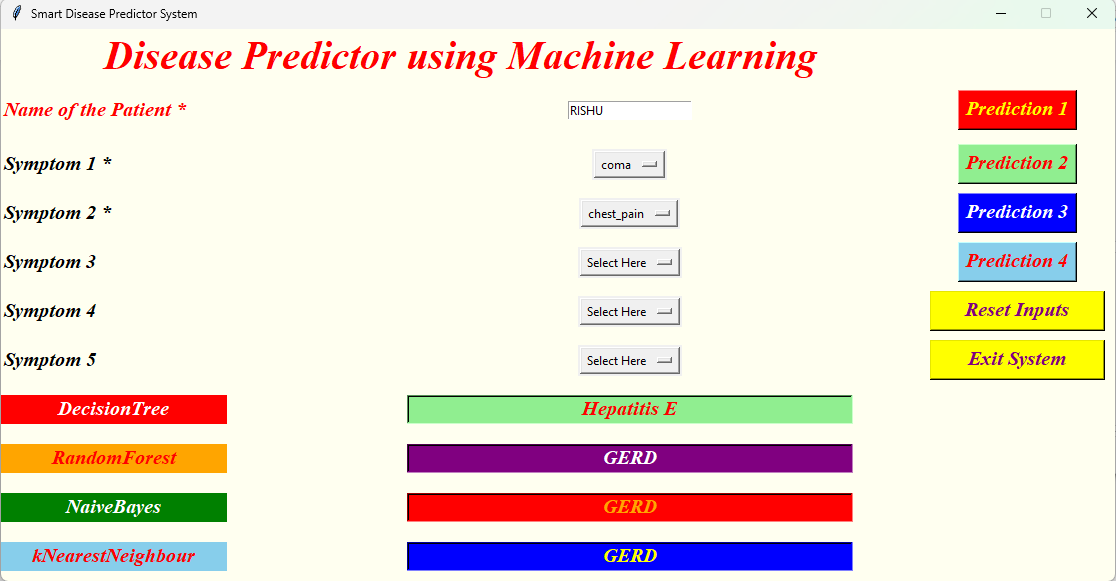 Smart Disease Predictor System
Disease Predictor using Machine Learning
Name of the Patient * RISHU Prediction 1
Symptom 1 * coma Prediction 2
Symptom 2 * chest_pain Prediction 3
Symptom 3 Select Here Prediction 4
Symptom 4 Select Here Reset Inputs
Symptom 5 Select Here Exit System
DecisionTree Hepatitis E
RandomForest GERD
NaiveBayes GERD
kNearestNeighbour GERD